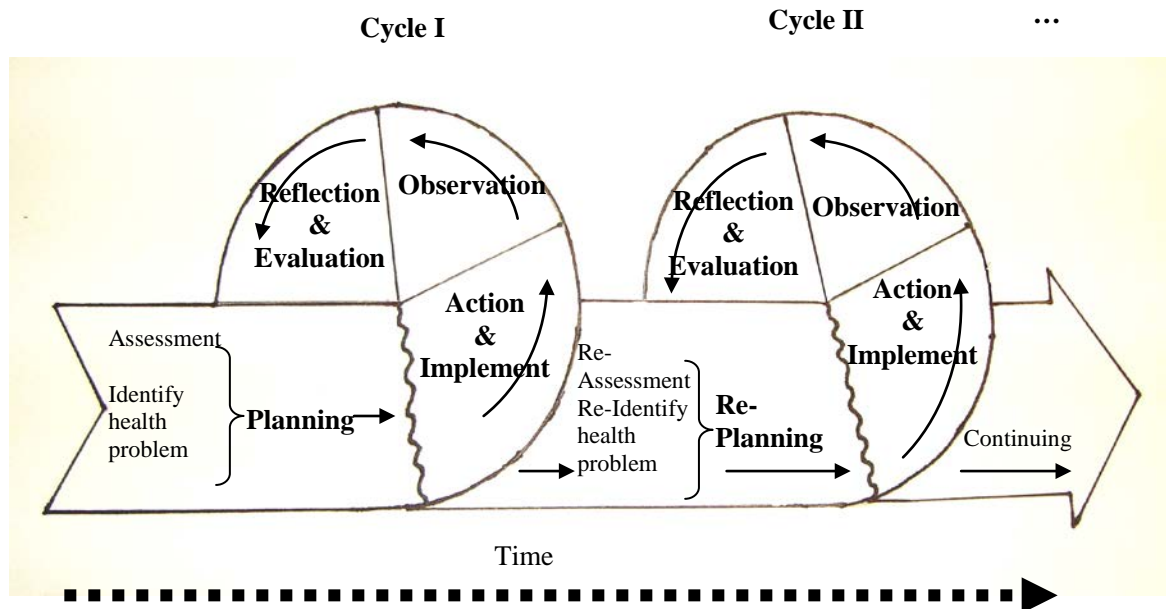 Cycle I
Cycle II
...
Reflection
&
Evaluation
Observation
Action
&
Implement
Assessment
Identify
health
problem
Planning
Reflection
&
Evaluation
Observation
Action
&
Implement
Re-
Assessment
Re-Identify
health
problem
Re-
Planning
Continuing
Time